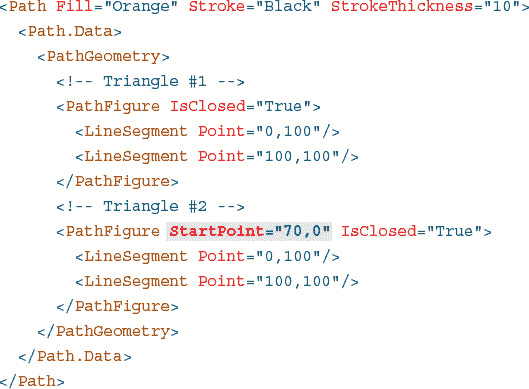 <Path Fill="Orange" Stroke="Black" StrokeThickness="10">
<Path.Data>
<PathGeometry>
<!-- Triangle #1 -->
<PathFigure IsClosed="True">
<LineSegment Point="0,100"/>
<LineSegment Point="100,100"/>
</PathFigure>
<!-- Triangle #2 -->
<PathFigure StartPoint="70,0" IsClosed="True">
<LineSegment Point="0,100"/>
<LineSegment Point="100,100"/>
</PathFigure>
</PathGeometry>
</Path.Data>
</Path>